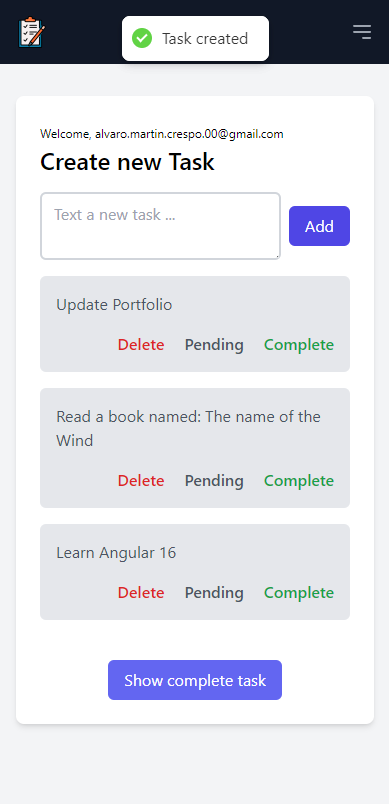 Task created
Welcome, alvaro.martin.crespo.00@gmail.com
Create new Task
Text a new task ...
Add
Update Portfolio
Delete Pending Complete
Read a book named: The name of the
Wind
Delete Pending Complete
Learn Angular 16
Delete Pending Complete
Show complete task